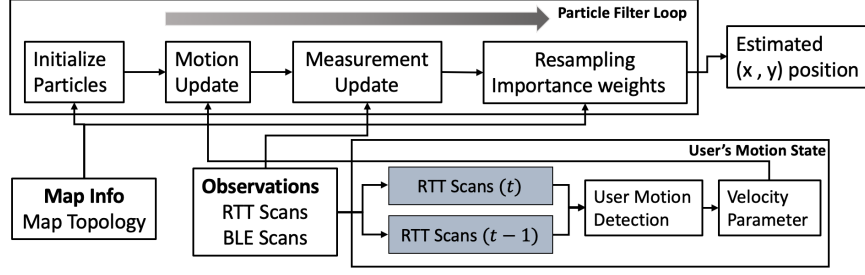 Particle Filter Loop
Initialize
Particles
Motion
Update
Measurement
Update
Resampling
Importance weights
Estimated
(x , y) position
User's Motion State
Map Info
Map Topology
Observations
RTT Scans
BLE Scans
RTT Scans (t)
RTT Scans (t − 1)
User Motion
Detection
Velocity
Parameter